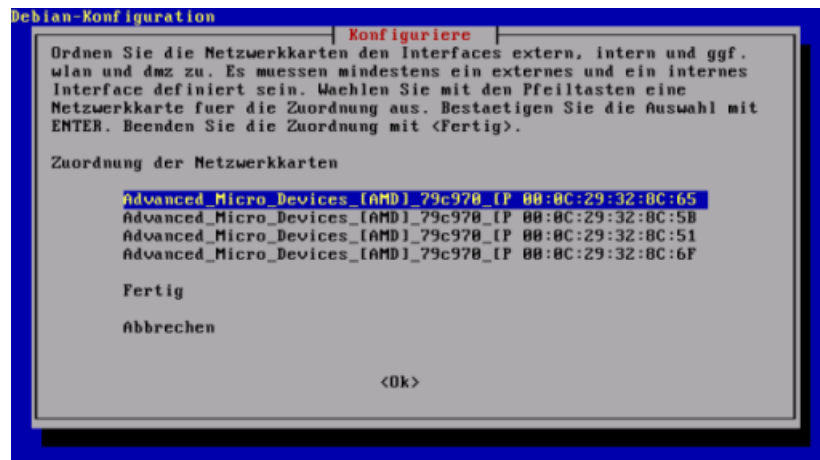 Debian-Konfiguration
Konfiguriere
Ordnen Sie die Netzwerkkarten den Interfaces extern, intern und ggf.
wlan und dmz zu. Es muessen mindestens ein externes und ein internes
Interface definiert sein. Waehlen Sie mit den Pfeiltasten eine
Netzwerkkarte fuer die Zuordnung aus. Bestaetigen Sie die Auswahl mit
ENTER. Beenden Sie die Zuordnung mit <Fertig>.
Zuordnung der Netzwerkkarten
Advanced_Micro_Devices_[AMD]_79c970_[P 00:0C:29:32:8C:65
Advanced_Micro_Devices_[AMD]_79c970_[P 00:0C:29:32:8C:5B
Advanced_Micro_Devices_[AMD]_79c970_[P 00:0C:29:32:8C:51
Advanced_Micro_Devices_[AMD]_79c970_[P 00:0C:29:32:8C:6F
Fertig
Abbrechen
<Ok>